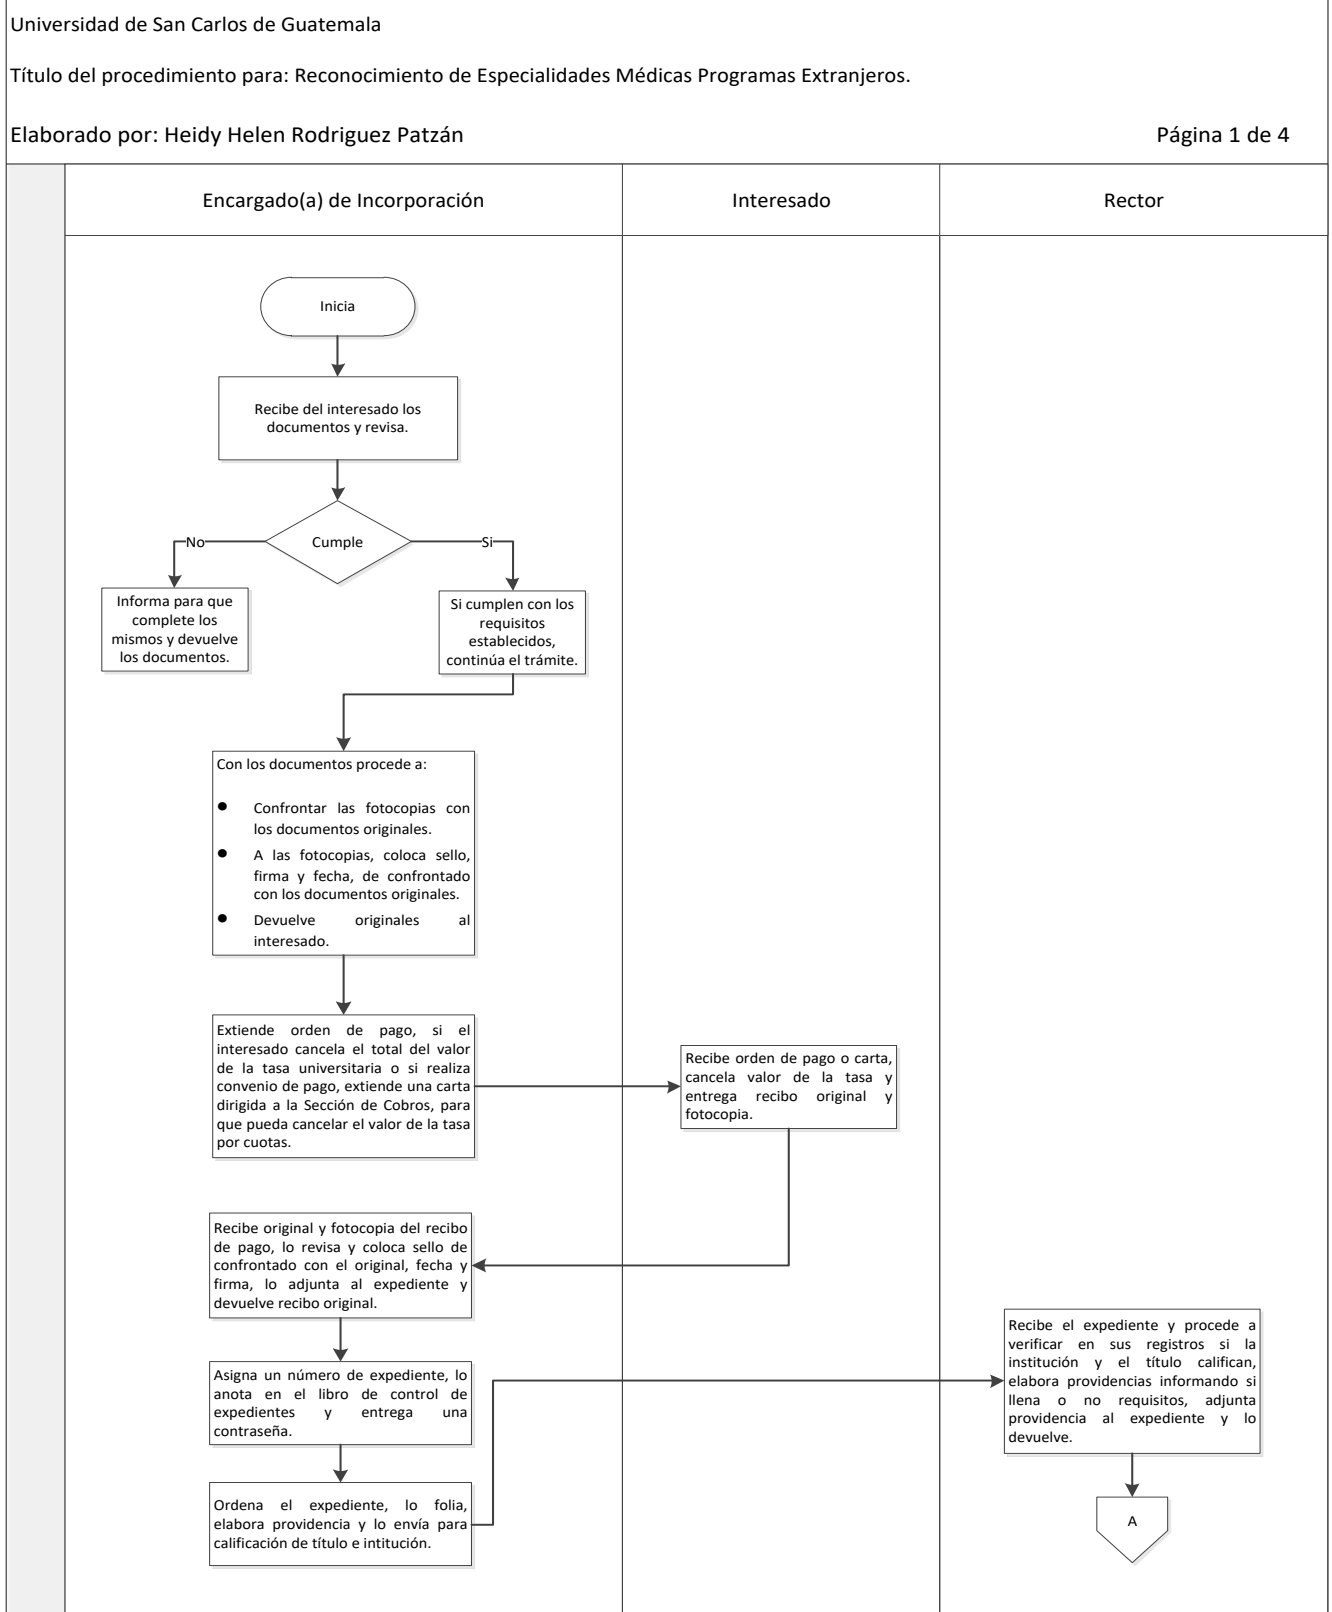 Universidad de San Carlos de Guatemala
Título del procedimiento para: Reconocimiento de Especialidades Médicas Programas Extranjeros.
Elaborado por: Heidy Helen Rodriguez Patzán
Página 1 de 4
Encargado(a) de Incorporación
Interesado
Rector
Inicia
Recibe del interesado los
documentos y revisa.
Cumple
No
Si
Informa para que
complete los
mismos y devuelve
los documentos.
Si cumplen con los
requisitos
establecidos,
continúa el trámite.
Con los documentos procede a:
● Confrontar las fotocopias con
los documentos originales.
● A las fotocopias, coloca sello,
firma y fecha, de confrontado
con los documentos originales.
● Devuelve originales al
interesado.
Extiende orden de pago, si el
interesado cancela el total del valor
de la tasa universitaria o si realiza
convenio de pago, extiende una carta
dirigida a la Sección de Cobros, para
que pueda cancelar el valor de la tasa
por cuotas.
Recibe orden de pago o carta,
cancela valor de la tasa y
entrega recibo original y
fotocopia.
Recibe original y fotocopia del recibo
de pago, lo revisa y coloca sello de
confrontado con el original, fecha y
firma, lo adjunta al expediente y
devuelve recibo original.
Asigna un número de expediente, lo
anota en el libro de control de
expedientes y entrega una
contraseña.
Ordena el expediente, lo folia,
elabora providencia y lo envía para
calificación de título e intitución.
Recibe el expediente y procede a
verificar en sus registros si la
institución y el título califican,
elabora providencias informando si
llena o no requisitos, adjunta
providencia al expediente y lo
devuelve.
A